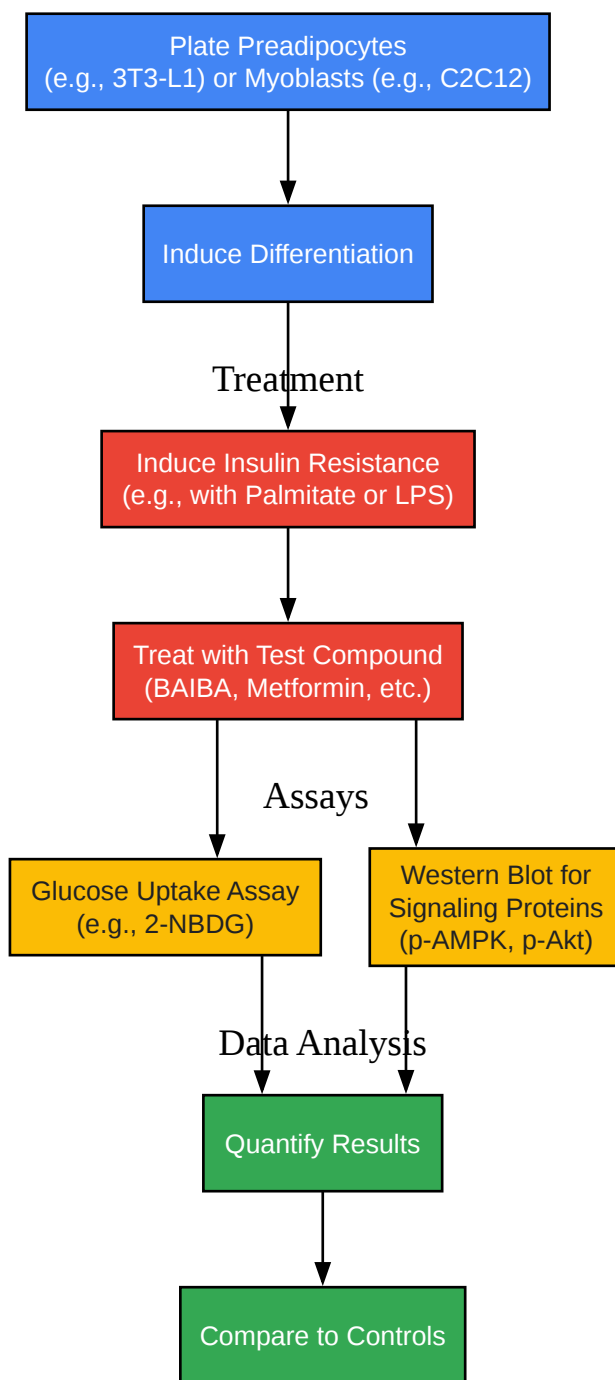 Plate Preadipocytes
(e.g., 3T3-L1) or Myoblasts (e.g., C2C12)
Induce Differentiation
Treatment
Induce Insulin Resistance
(e.g., with Palmitate or LPS)
Treat with Test Compound
(BAIBA, Metformin, etc.)
Assays
Glucose Uptake Assay
(e.g., 2-NBDG)
Western Blot for
Signaling Proteins
(p-AMPK, p-Akt)
Data Analysis
Quantify Results
Compare to Controls